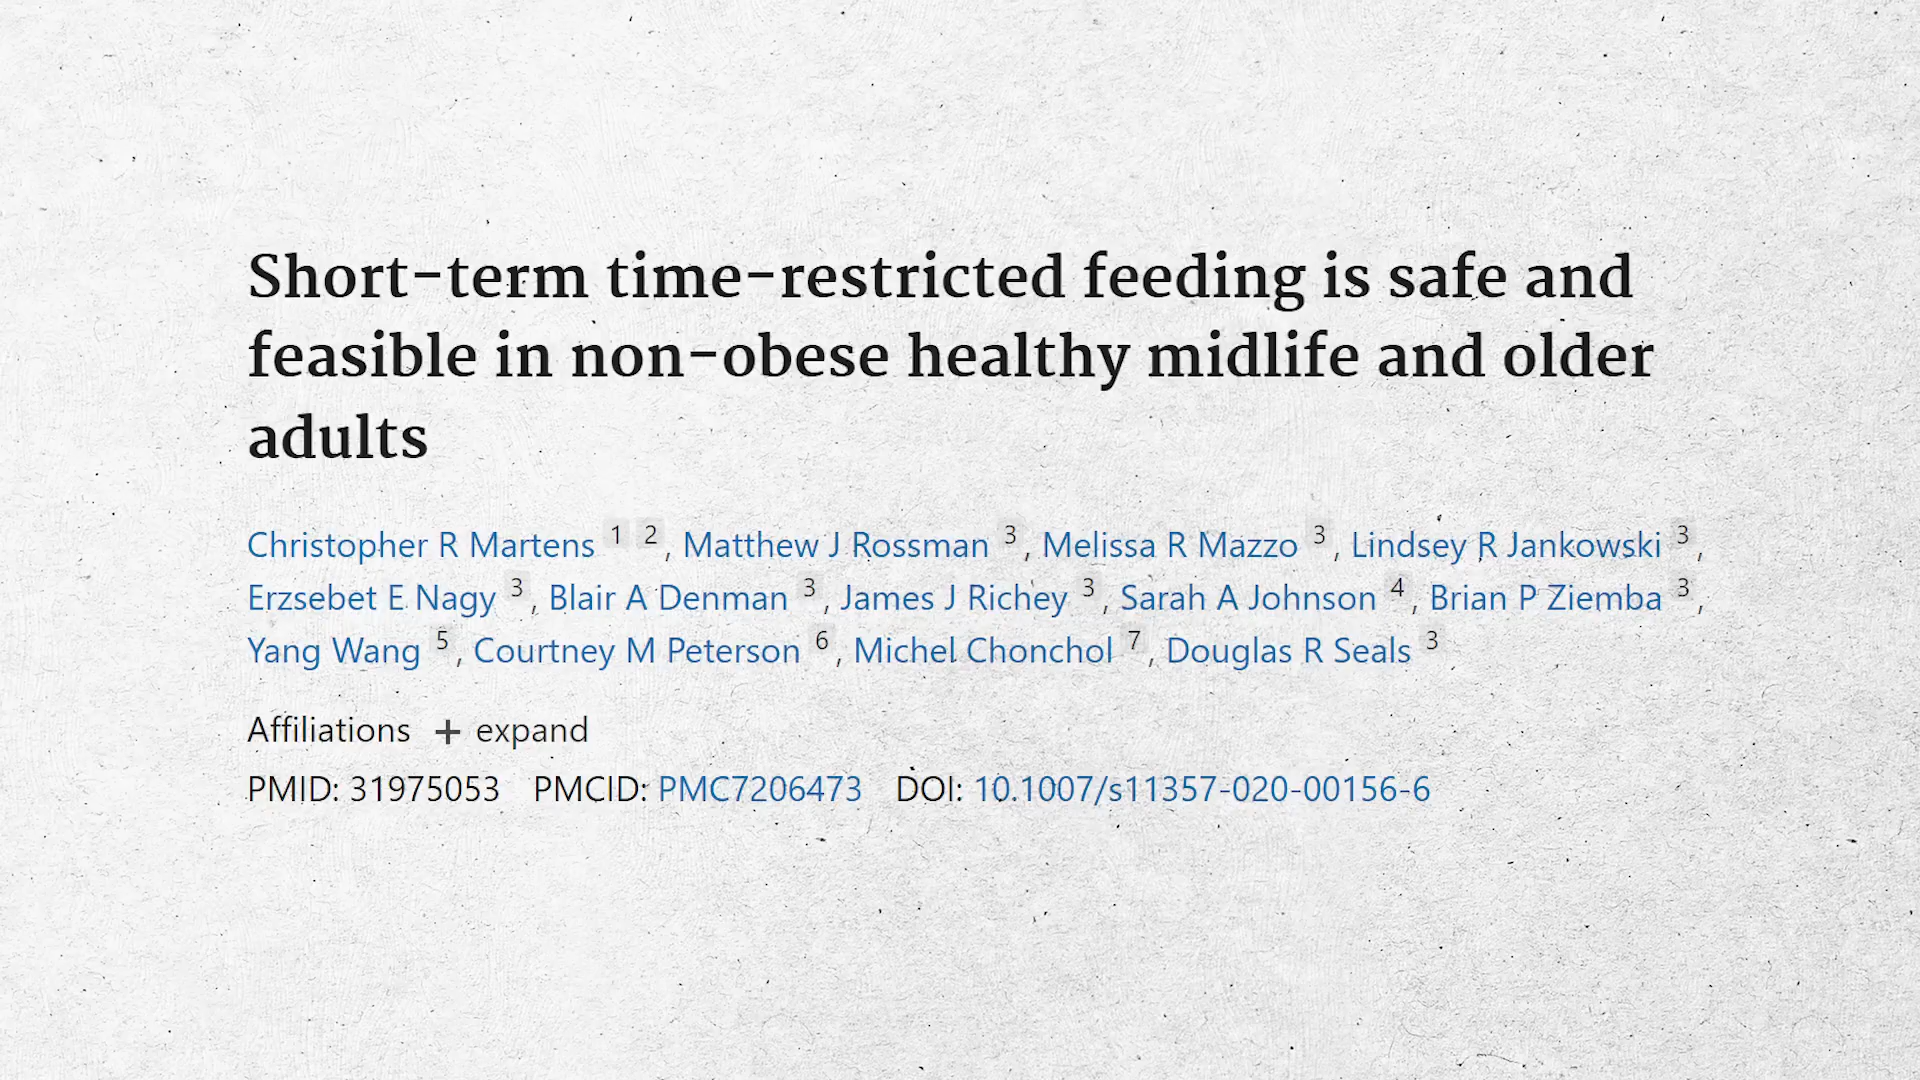 Short-term time-restricted feeding is safe and
feasible in non-obese healthy midlife and older
adults
Christopher R Martens 1 2, Matthew J Rossman 3, Melissa R Mazzo 3, Lindsey R Jankowski 3,
Erzsebet E Nagy 3, Blair A Denman 3, James J Richey 3, Sarah A Johnson 4, Brian P Ziemba 3,
Yang Wang 5, Courtney M Peterson 6, Michel Chonchol 7, Douglas R Seals 3
Affiliations + expand
PMID: 31975053 PMCID: PMC7206473 DOI: 10.1007/s11357-020-00156-6